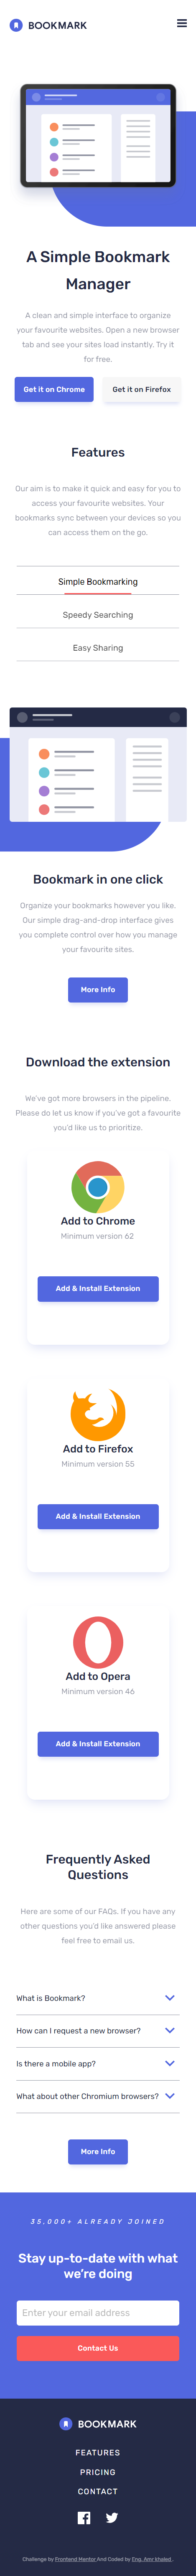 BOOKMARK
A Simple Bookmark
Manager
A clean and simple interface to organize
your favourite websites. Open a new browser
tab and see your sites load instantly. Try it
for free.
Get it on Chrome
Get it on Firefox
Features
Our aim is to make it quick and easy for you to
access your favourite websites. Your
bookmarks sync between your devices so you
can access them on the go.
Simple Bookmarking
Speedy Searching
Easy Sharing
Bookmark in one click
Organize your bookmarks however you like.
Our simple drag-and-drop interface gives
you complete control over how you manage
your favourite sites.
More Info
Download the extension
We've got more browsers in the pipeline.
Please do let us know if you've got a favourite
you'd like us to prioritize.
Add to Chrome
Minimum version 62
Add & Install Extension
Add to Firefox
Minimum version 55
Add & Install Extension
Add to Opera
Minimum version 46
Add & Install Extension
Frequently Asked
Questions
Here are some of our FAQs. If you have any
other questions you'd like answered please
feel free to email us.
What is Bookmark?
How can I request a new browser?
Is there a mobile app?
What about other Chromium browsers?
More Info
35,000+ ALREADY JOINED
Stay up-to-date with what
we're doing
Enter your email address
Contact Us
BOOKMARK
FEATURES
PRICING
CONTACT
Challenge by Frontend Mentor And Coded by Eng. Amr khaled.